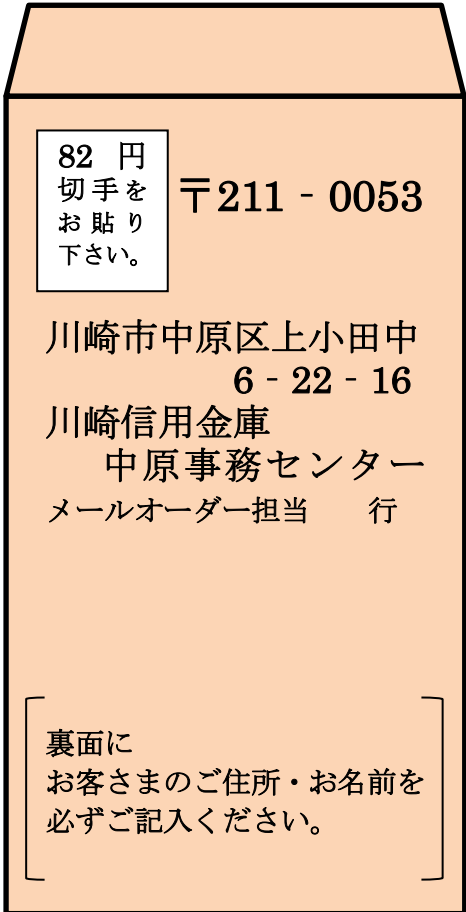 82 円
切手を
お貼り
下さい。
〒211‐0053
川崎市中原区上小田中
6‐22‐16
川崎信用金庫
中原事務センター
メールオーダー担当　　行
裏面に
お客さまのご住所・お名前を
必ずご記入ください。